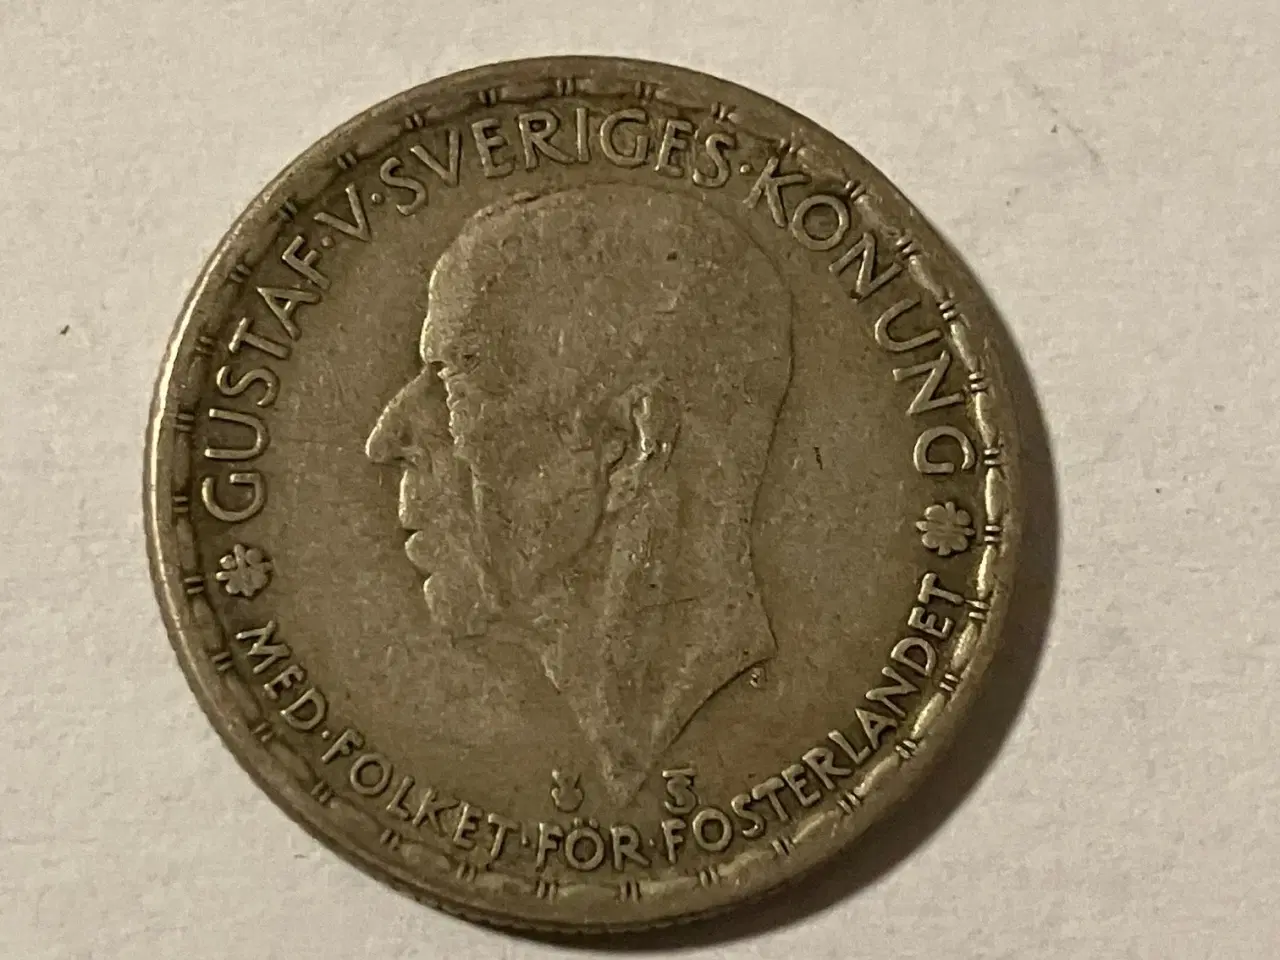 GUSTAF·V·SVERIGES·KONUNG
MED·FOLKET·FÖR·FOSTERLANDET